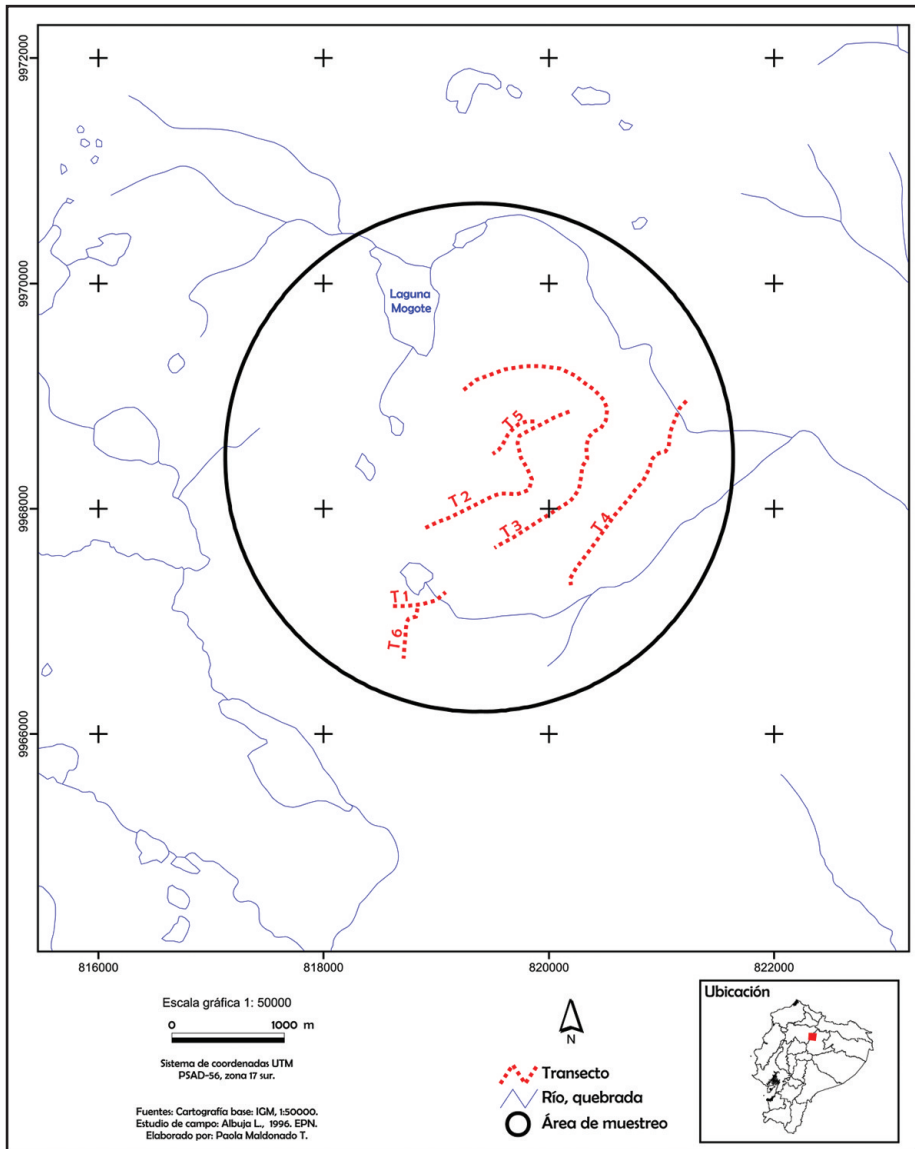 9972000
9970000
9968000
9966000
Laguna
Mogote
T5
T2
T3
T4
T1
T6
816000
818000
820000
822000
Escala gráfica 1: 50000
0 1000 m
Sistema de coordenadas UTM
PSAD-56, zona 17 sur.
Fuentes: Cartografía base: IGM, 1:50000.
Estudio de campo: Albuja L., 1996. EPN.
Elaborado por: Paola Maldonado T.
N
Transecto
Río, quebrada
Área de muestreo
Ubicación